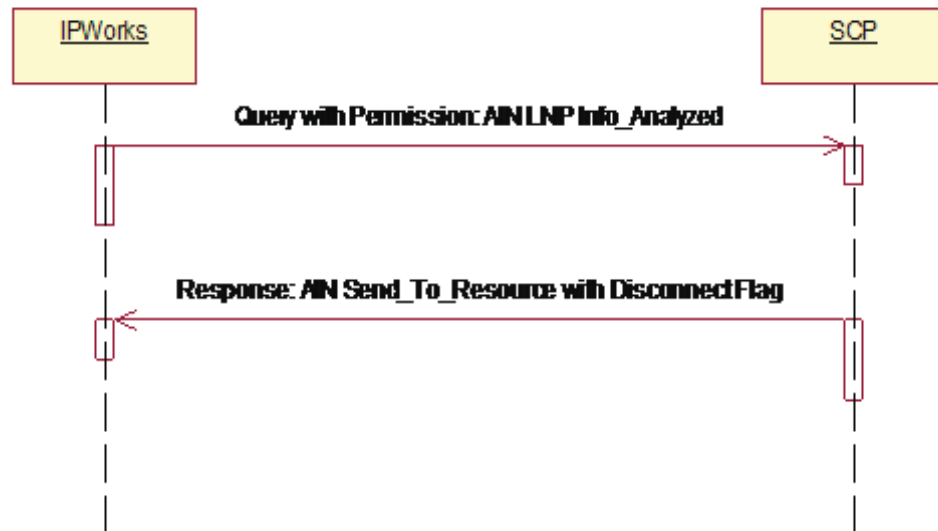 IPWorks
SCP
Query with Permission: AIN LNP Info_Analyzed
Response: AIN Send_To_Resource with Disconnect Flag